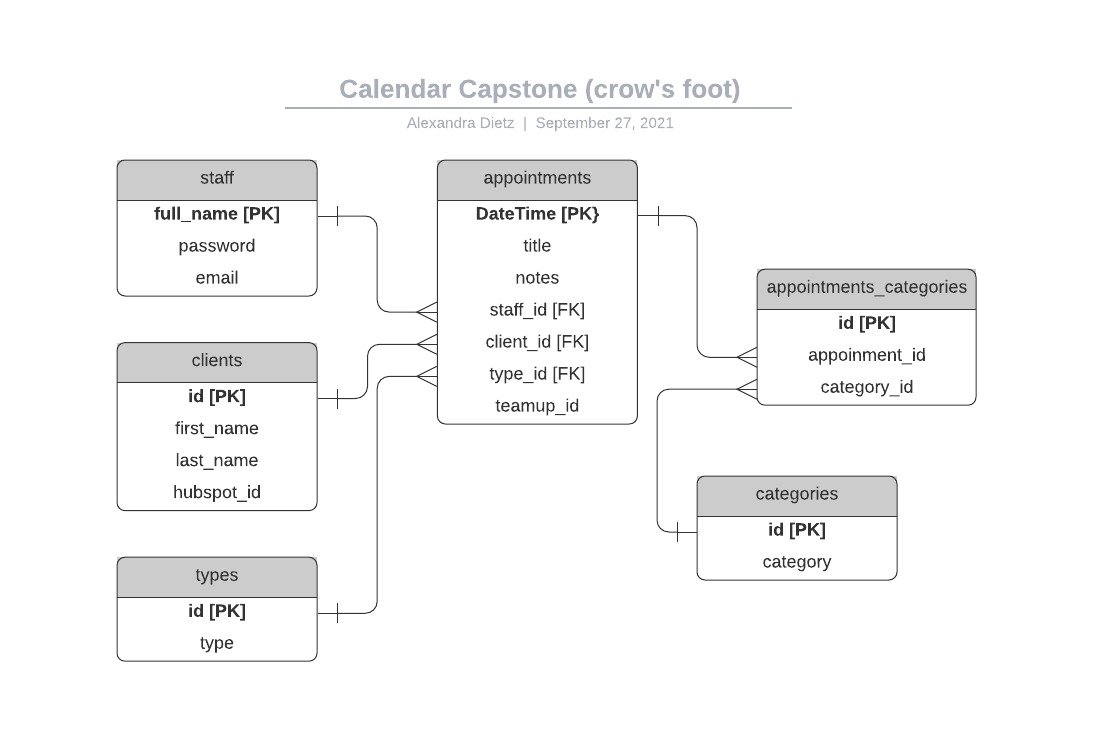 Calendar Capstone (crow's foot)
Alexandra Dietz | September 27, 2021
staff
full_name [PK]
password
email
clients
id [PK]
first_name
last_name
hubspot_id
types
id [PK]
type
appointments
DateTime [PK}
title
notes
staff_id [FK]
client_id [FK]
type_id [FK]
teamup_id
appointments_categories
id [PK]
appoinment_id
category_id
categories
id [PK]
category